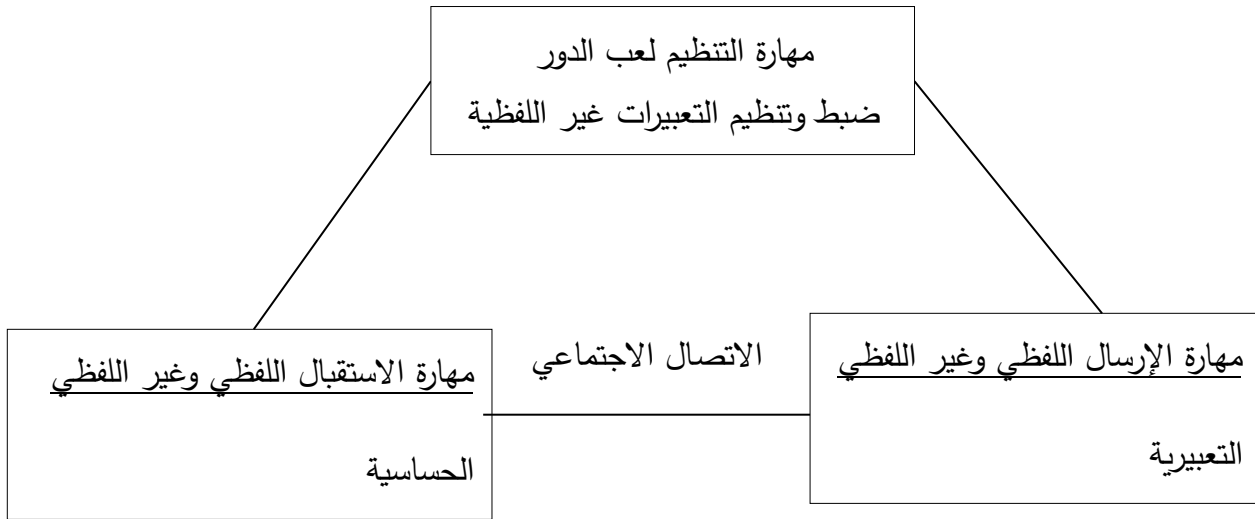 مهارة التنظيم لعب الدور
ضبط وتنظيم التعبيرات غير اللفظية
مهارة الإرسال اللفظي وغير اللفظي
التعبيرية
الاتصال الاجتماعي
مهارة الاستقبال اللفظي وغير اللفظي
الحساسية